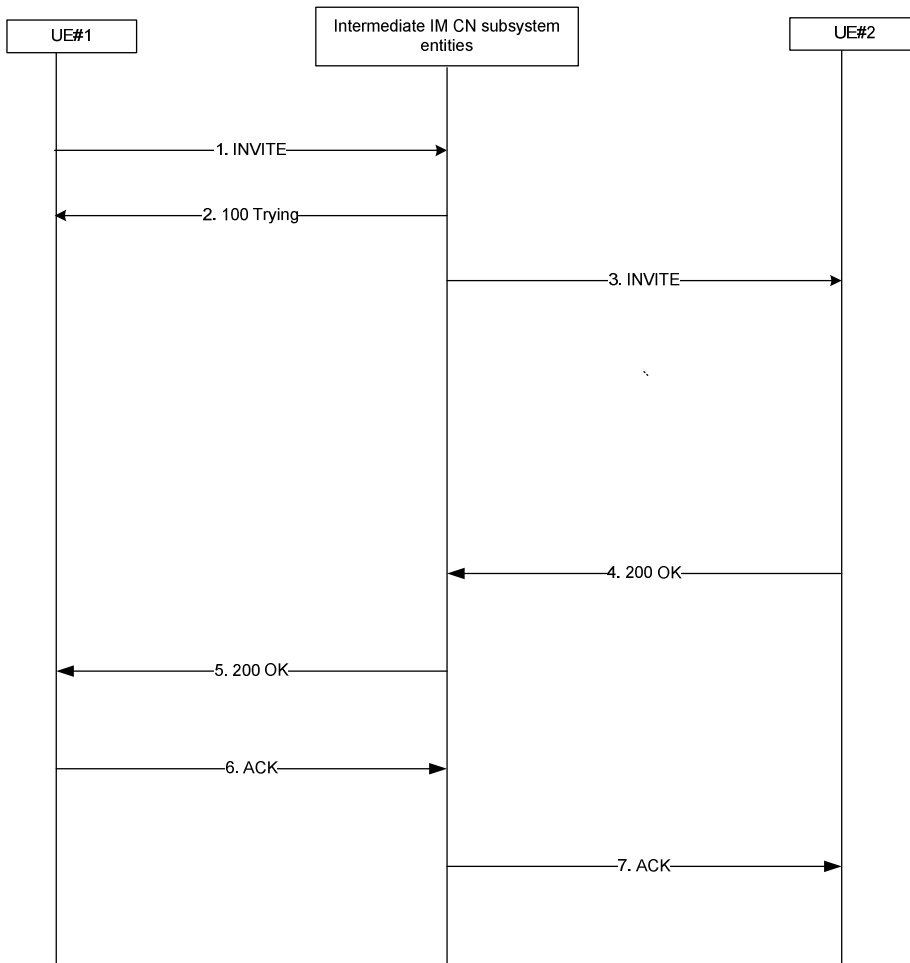 UE#1
Intermediate IM CN subsystem
entities
UE#2
1. INVITE
2. 100 Trying
3. INVITE
4. 200 OK
5. 200 OK
6. ACK
7. ACK